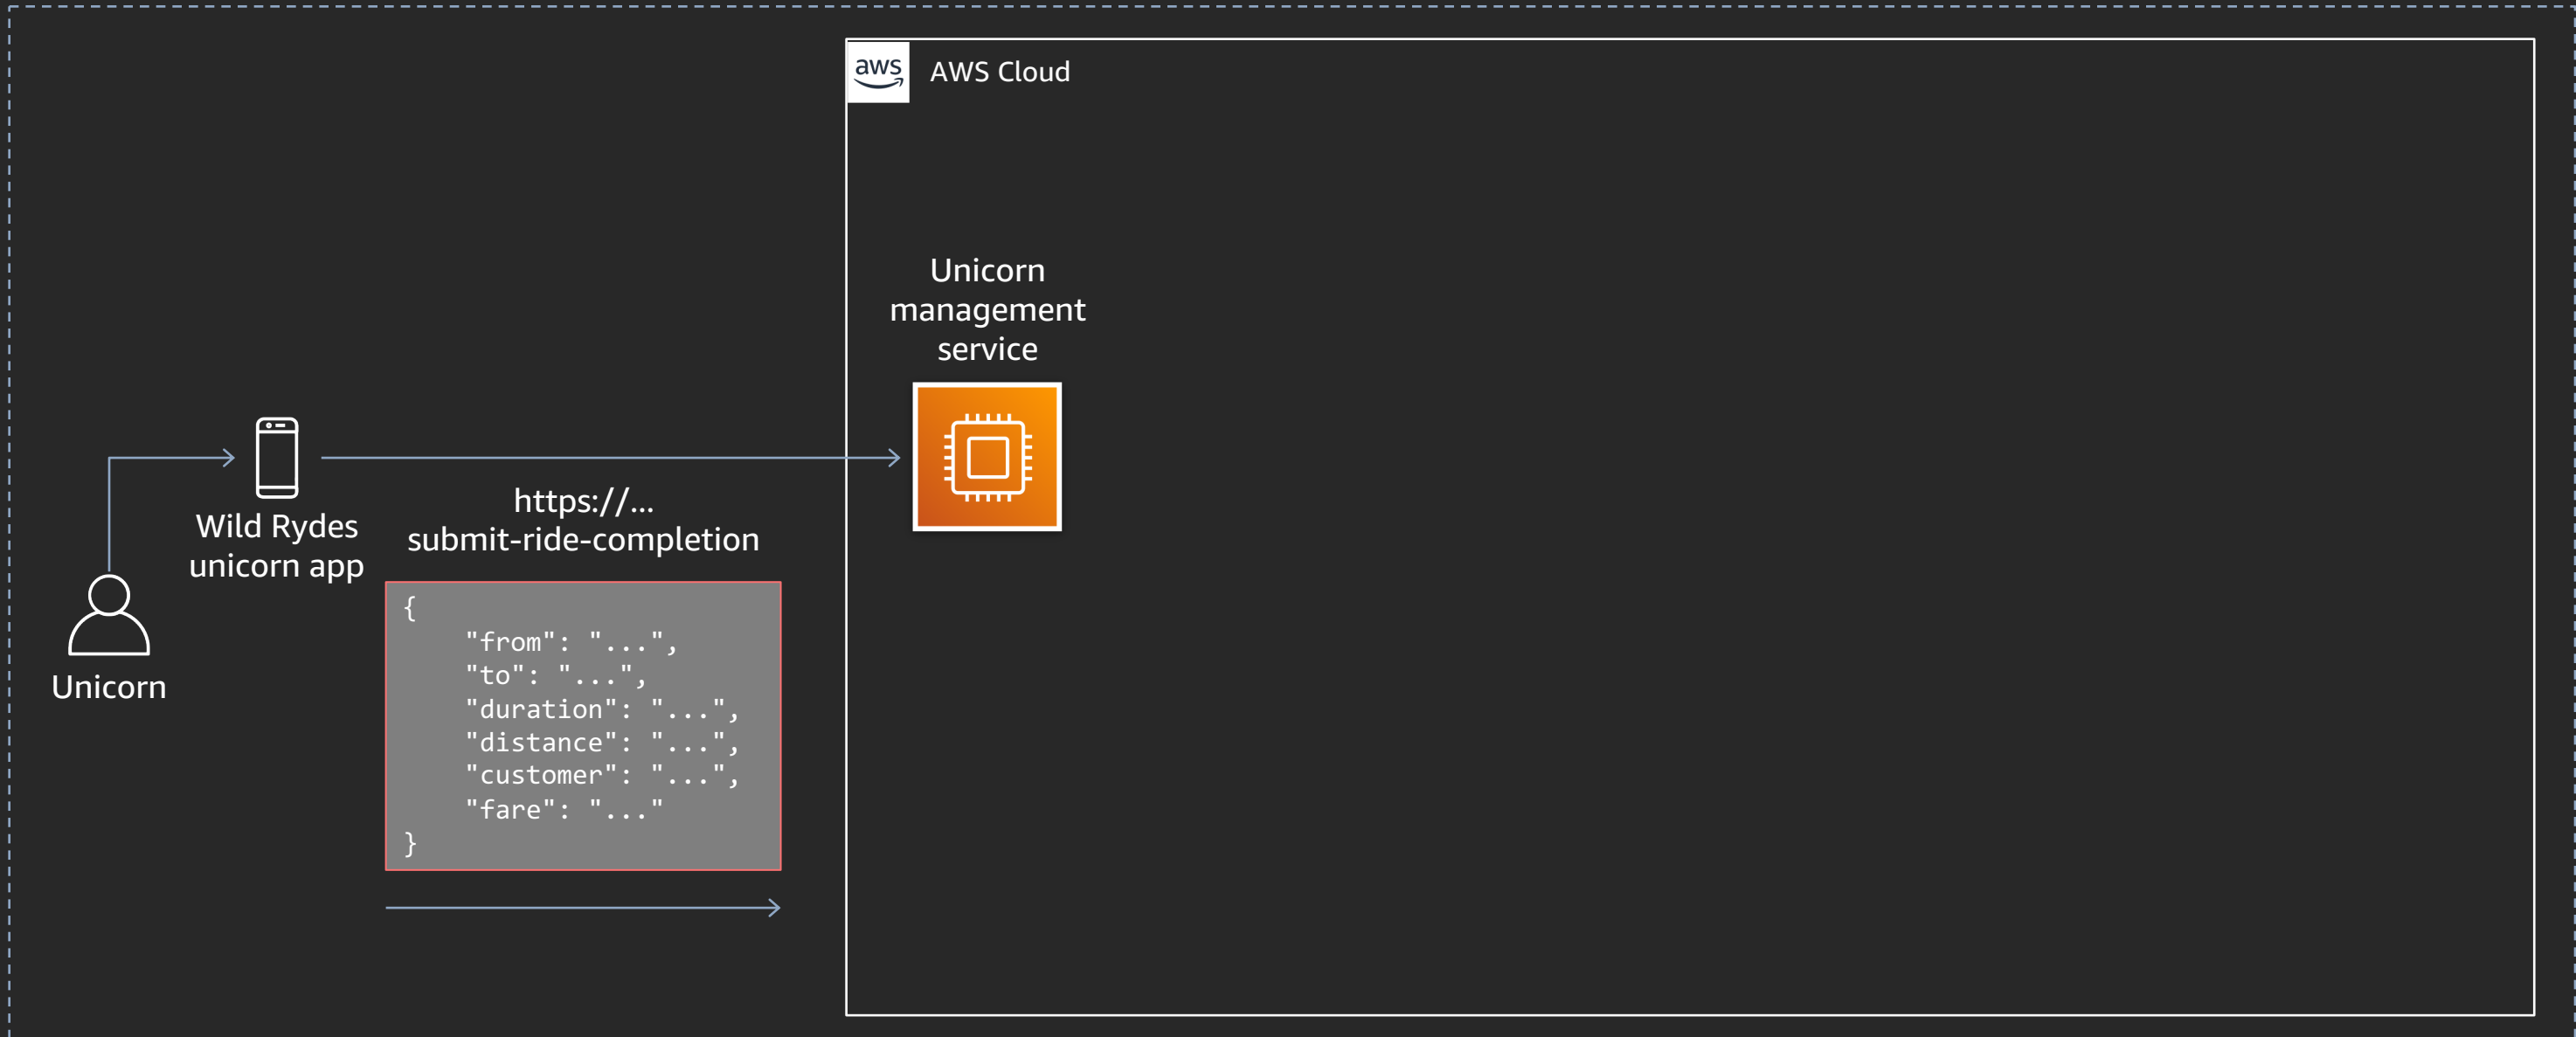 aws
AWS Cloud
Unicorn
management
service
Wild Rydes
unicorn app
Unicorn
https://...
submit-ride-completion
{
"from": "...",
"to": "...",
"duration": "...",
"distance": "...",
"customer": "...",
"fare": "..."
}